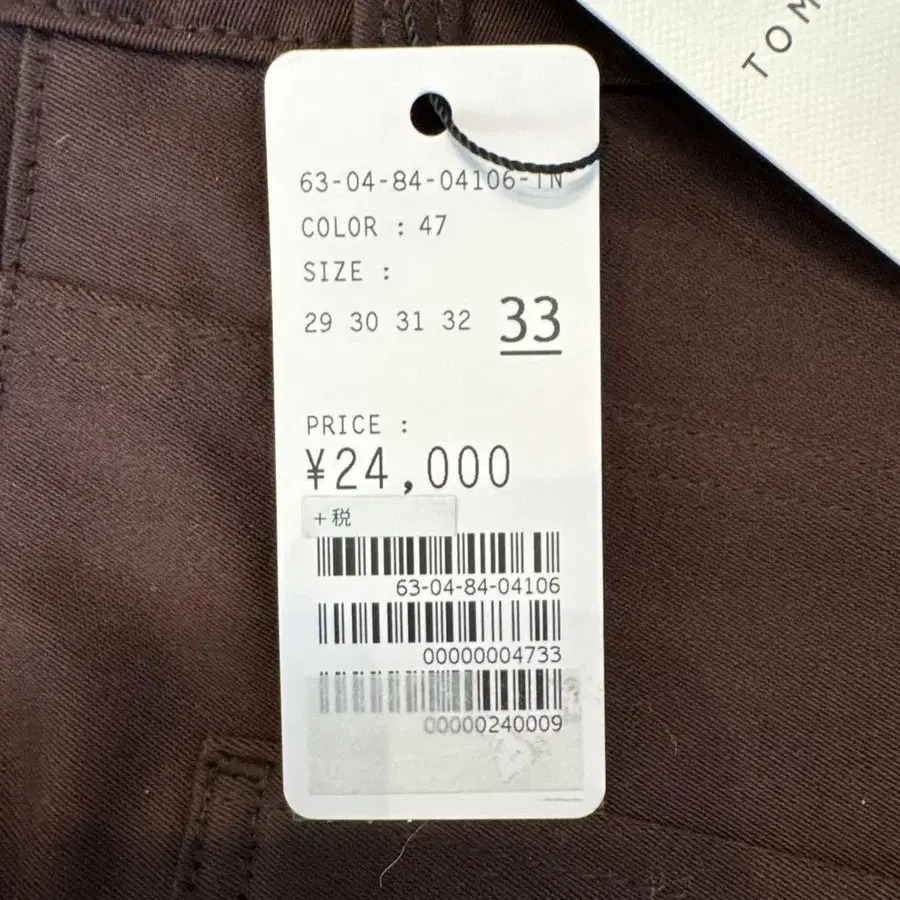 TOM
63-04-84-04106-TN
COLOR : 47
SIZE :
29 30 31 32 33
PRICE :
¥24,000
+税
63-04-84-04106
00000004733
00000240009